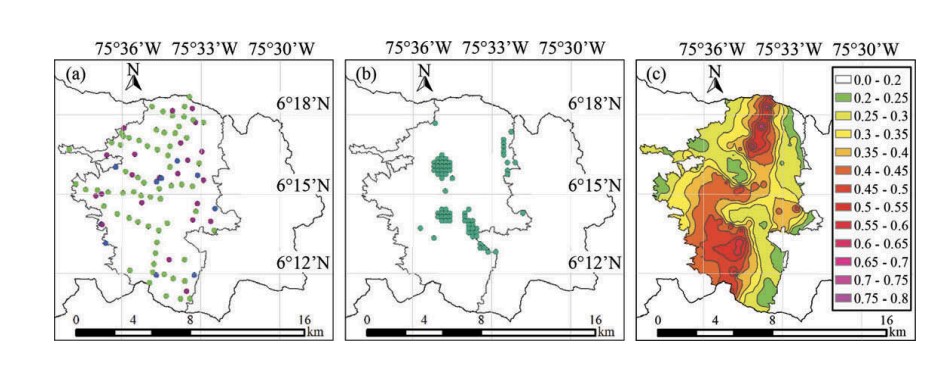 75°36’W 75°33’W 75°30’W 75°36’W 75°33’W 75°30’W 75°36’W 75°33’W 75°30’W
(a) N 6°18’N
6°15’N
6°12’N
0 4 8 16
km
(b) N 6°18’N
6°15’N
6°12’N
0 4 8 16
km
(c) N
0.0 - 0.2
0.2 - 0.25
0.25 - 0.3
0.3 - 0.35
0.35 - 0.4
0.4 - 0.45
0.45 - 0.5
0.5 - 0.55
0.55 - 0.6
0.6 - 0.65
0.65 - 0.7
0.7 - 0.75
0.75 - 0.8
0 4 8 16
km